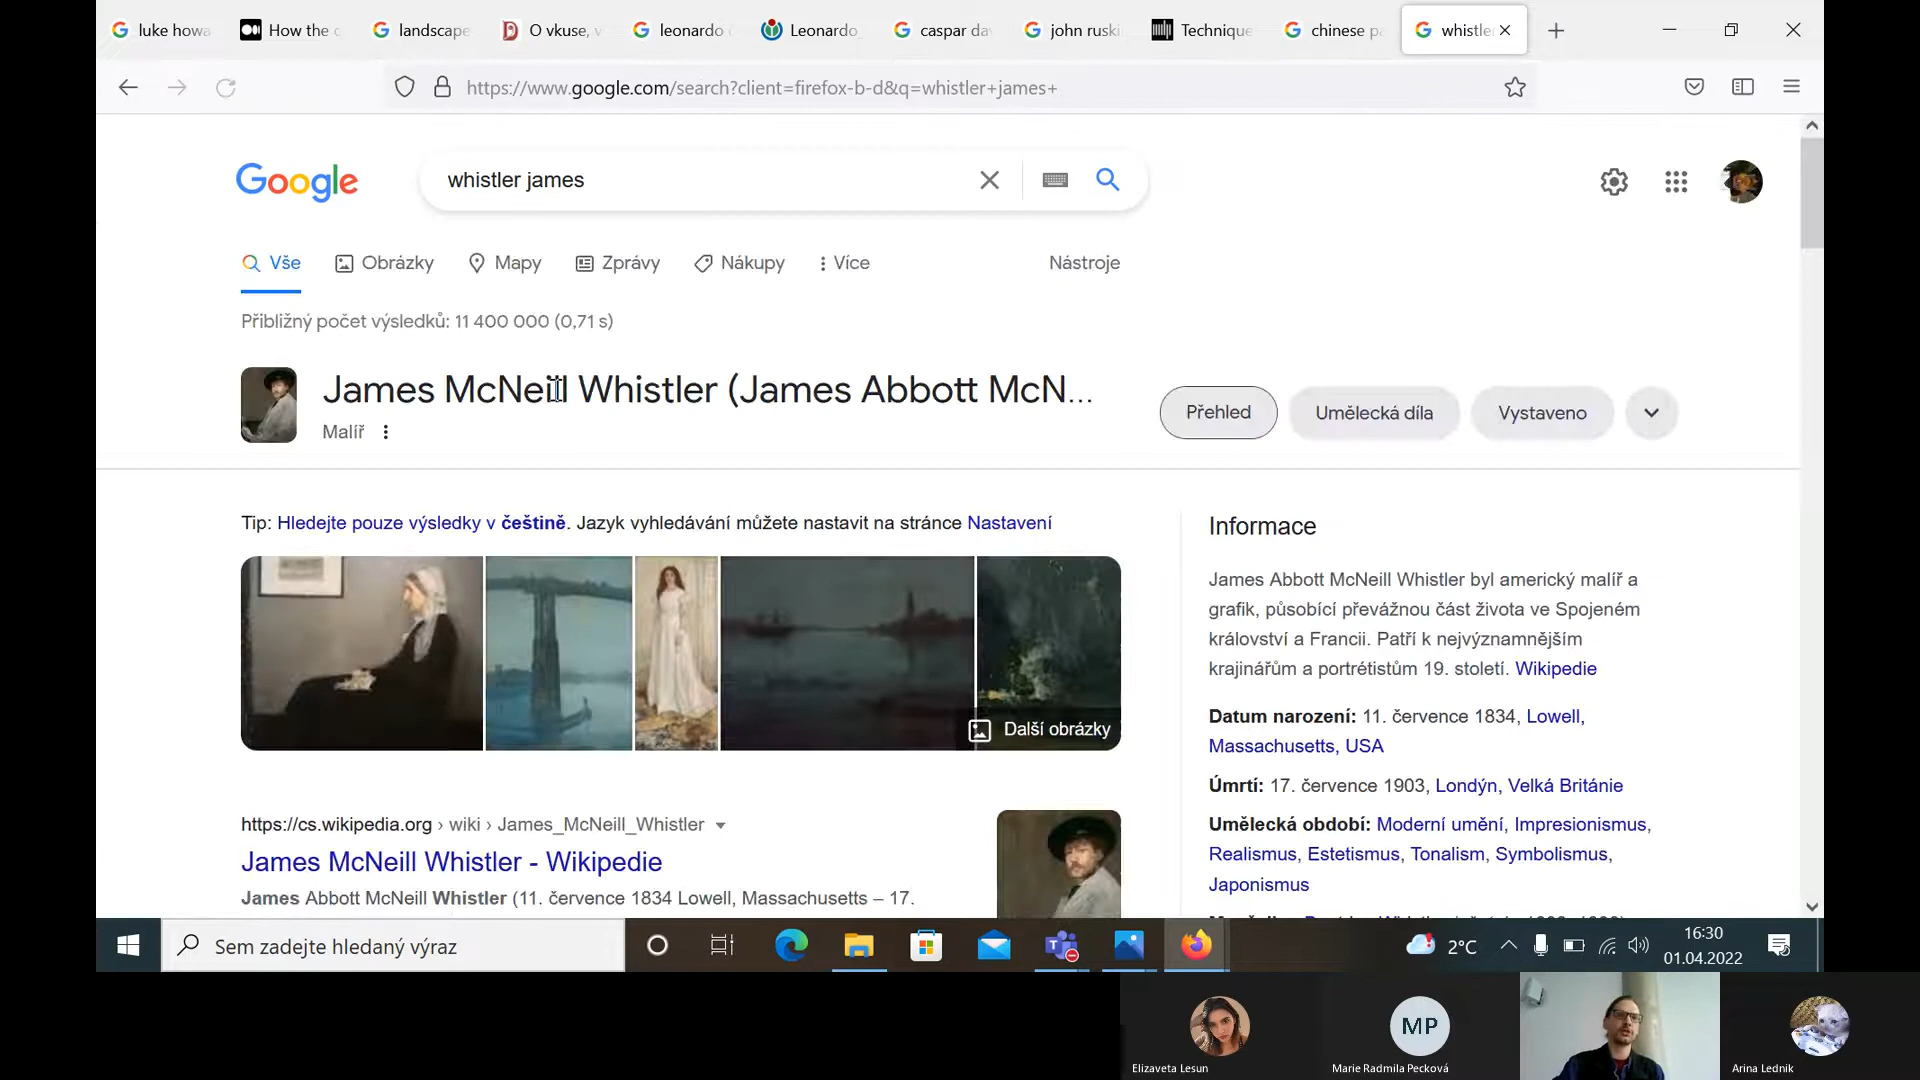 luke howa
How the c
landscape
O vkuse, v
leonardo
Leonardo
caspar da
john ruski
Technique
chinese p
whistler
https://www.google.com/search?client=firefox-b-d&q=whistler+james+
Google
whistler james
Vše
Obrázky
Mapy
Zprávy
Nákupy
Více
Nástroje
Přibližný počet výsledků: 11 400 000 (0,71 s)
James McNeill Whistler (James Abbott McN...
Malíř
Přehled
Umělecká díla
Vystaveno
Tip: Hledejte pouze výsledky v češtině. Jazyk vyhledávání můžete nastavit na stránce Nastavení
Další obrázky
https://cs.wikipedia.org › wiki › James_McNeill_Whistler
James McNeill Whistler - Wikipedie
James Abbott McNeill Whistler (11. července 1834 Lowell, Massachusetts – 17.
Informace
James Abbott McNeill Whistler byl americký malíř a
grafik, působící převážnou část života ve Spojeném
království a Francii. Patří k nejvýznamnějším
krajinářům a portrétistům 19. století. Wikipedie
Datum narození: 11. července 1834, Lowell,
Massachusetts, USA
Úmrtí: 17. července 1903, Londýn, Velká Británie
Umělecká období: Moderní umění, Impresionismus,
Realismus, Estetismus, Tonalism, Symbolismus,
Japonismus
Sem zadejte hledaný výraz
2°C
16:30
01.04.2022
MP
Elizaveta Lesun
Marie Radmila Pecková
Arina Lednik